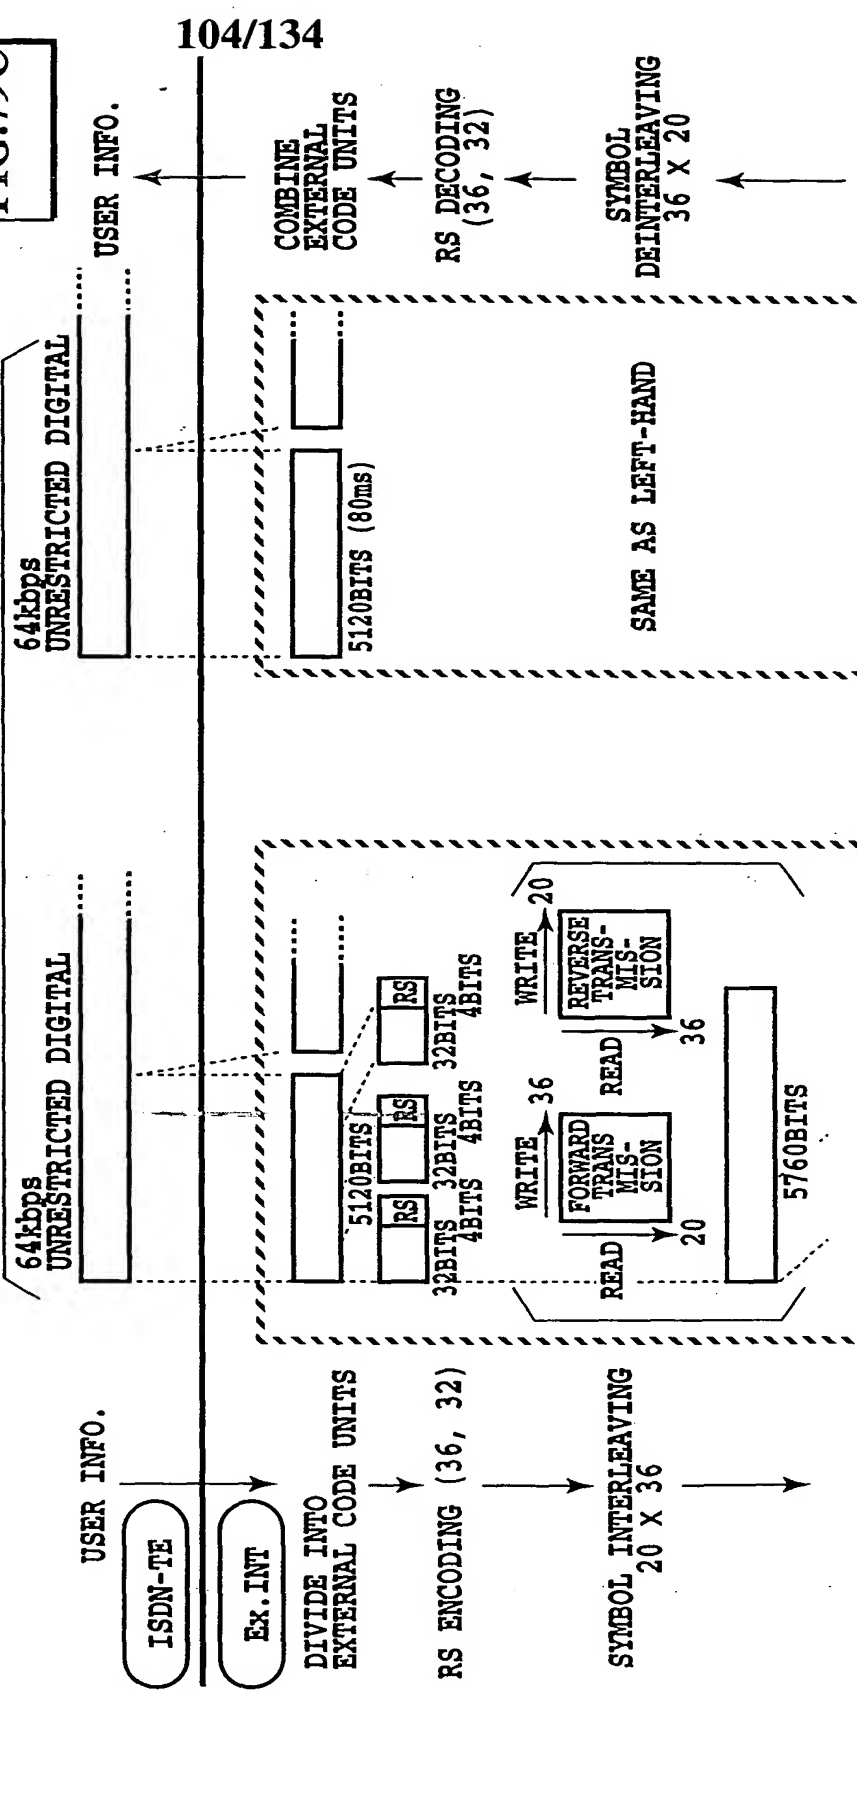 104/134
64kbps
UNRESTRICTED DIGITAL
64kbps
UNRESTRICTED DIGITAL
USER INFO.
USER INFO.
ISDN-TE
Ex.INT
DIVIDE INTO
EXTERNAL CODE UNITS
5120BITS
5120BITS (80ms)
COMBINE
EXTERNAL
CODE UNITS
RS ENCODING (36, 32)
RS
RS
RS
32BITS
4BITS
32BITS
4BITS
32BITS
4BITS
RS DECODING
(36, 32)
SYMBOL INTERLEAVING
20 X 36
WRITE
36
FORWARD
TRANS
MIS-
SION
READ
20
WRITE
20
REVERSE
TRANS-
MIS-
SION
READ
36
SAME AS LEFT-HAND
SYMBOL
DEINTERLEAVING
36 X 20
5760BITS